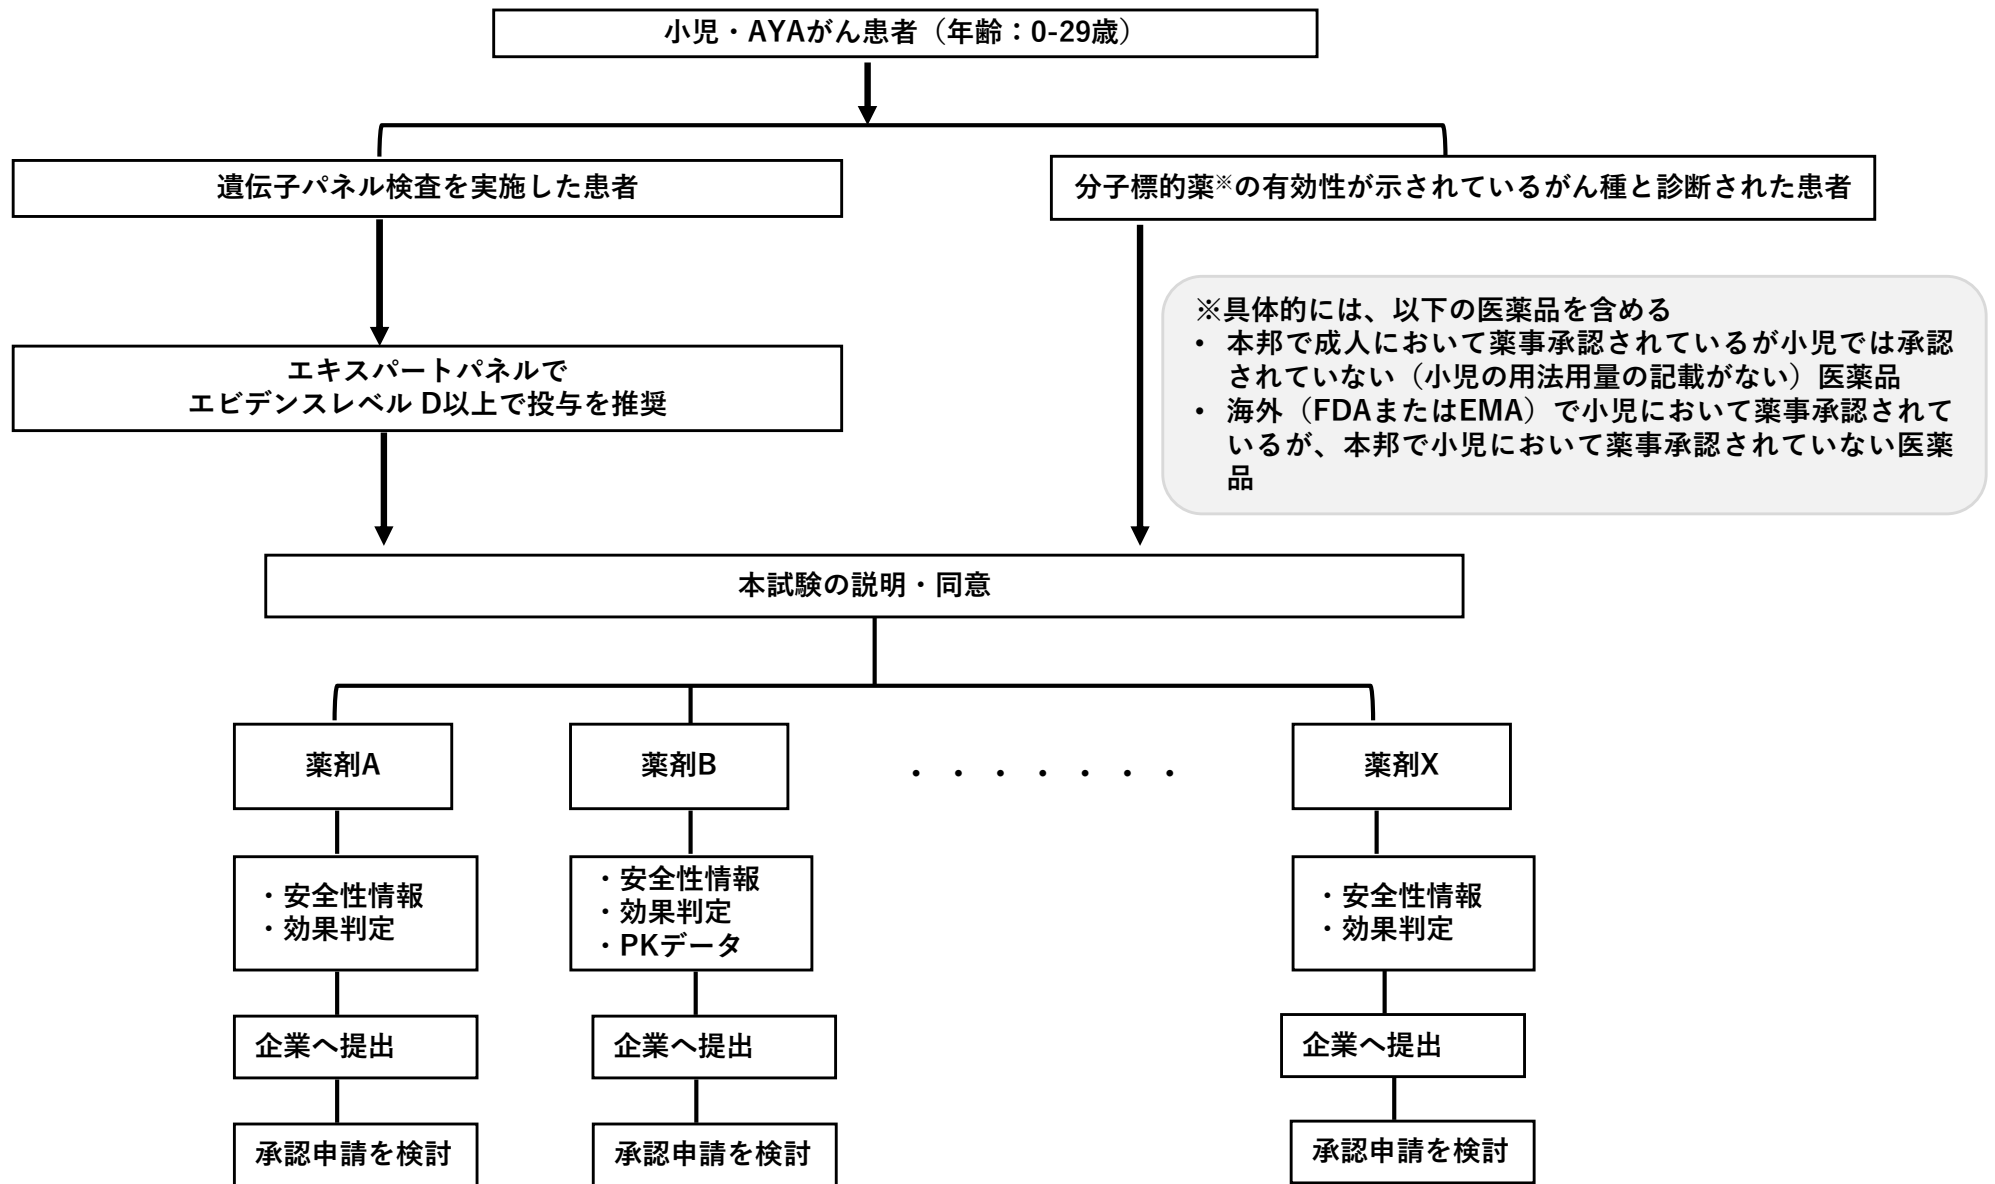 小児・AYAがん患者（年齢：0-29歳）
遺伝子パネル検査を実施した患者
分子標的薬※の有効性が示されているがん種と診断された患者
※具体的には、以下の医薬品を含める
• 本邦で成人において薬事承認されているが小児では承認
されていない（小児の用法用量の記載がない）医薬品
• 海外（FDAまたはEMA）で小児において薬事承認されて
いるが、本邦で小児において薬事承認されていない医薬
品
エキスパートパネルで
エビデンスレベル D以上で投与を推奨
本試験の説明・同意
薬剤A
薬剤B
・・・・・・・
薬剤X
・安全性情報
・効果判定
・安全性情報
・効果判定
・PKデータ
・安全性情報
・効果判定
企業へ提出
企業へ提出
企業へ提出
承認申請を検討
承認申請を検討
承認申請を検討